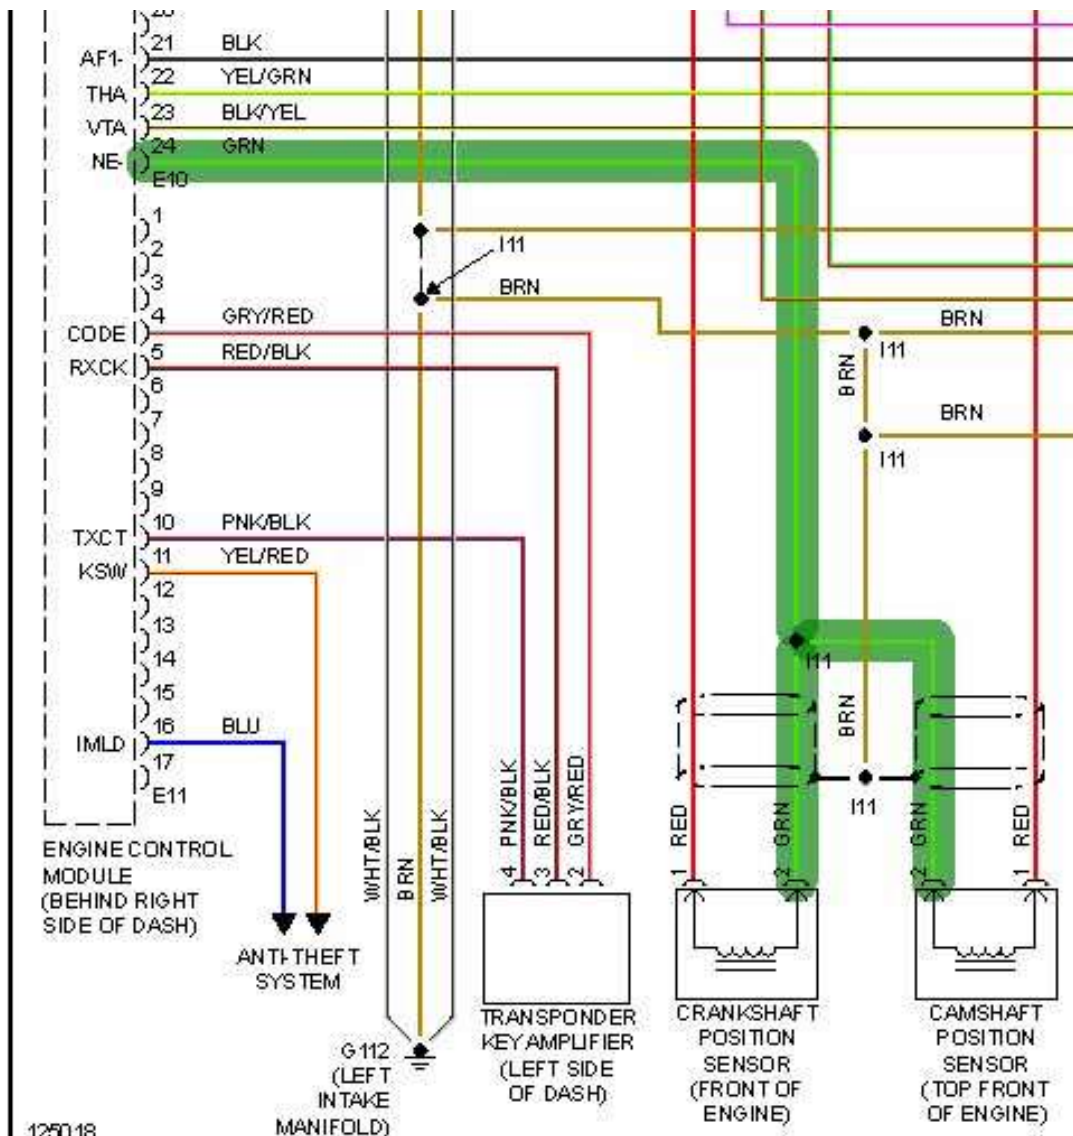 20
21 BLK
AF1-
22 YEL/GRN
THA
23 BLK/YEL
VTA
24 GRN
NE-
E10
1
2
3
4 GRY/RED
CODE
5 RED/BLK
RXCK
6
7
8
9
10 PNK/BLK
TXCT
11 YEL/RED
KSW
12
13
14
15
16 BLU
IMLD
17
E11
ENGINE CONTROL
MODULE
(BEHIND RIGHT
SIDE OF DASH)
ANTI-THEFT
SYSTEM
I11
BRN
BRN
I11
BRN
BRN
I11
I11
BRN
I11
WHT/BLK
BRN
WHT/BLK
G112
(LEFT
INTAKE
MANIFOLD)
PNK/BLK
RED/BLK
GRY/RED
4 3 2
TRANSPONDER
KEY AMPLIFIER
(LEFT SIDE
OF DASH)
RED
GRN
1 2
CRANKSHAFT
POSITION
SENSOR
(FRONT OF
ENGINE)
GRN
RED
2 1
CAMSHAFT
POSITION
SENSOR
(TOP FRONT
OF ENGINE)
125018